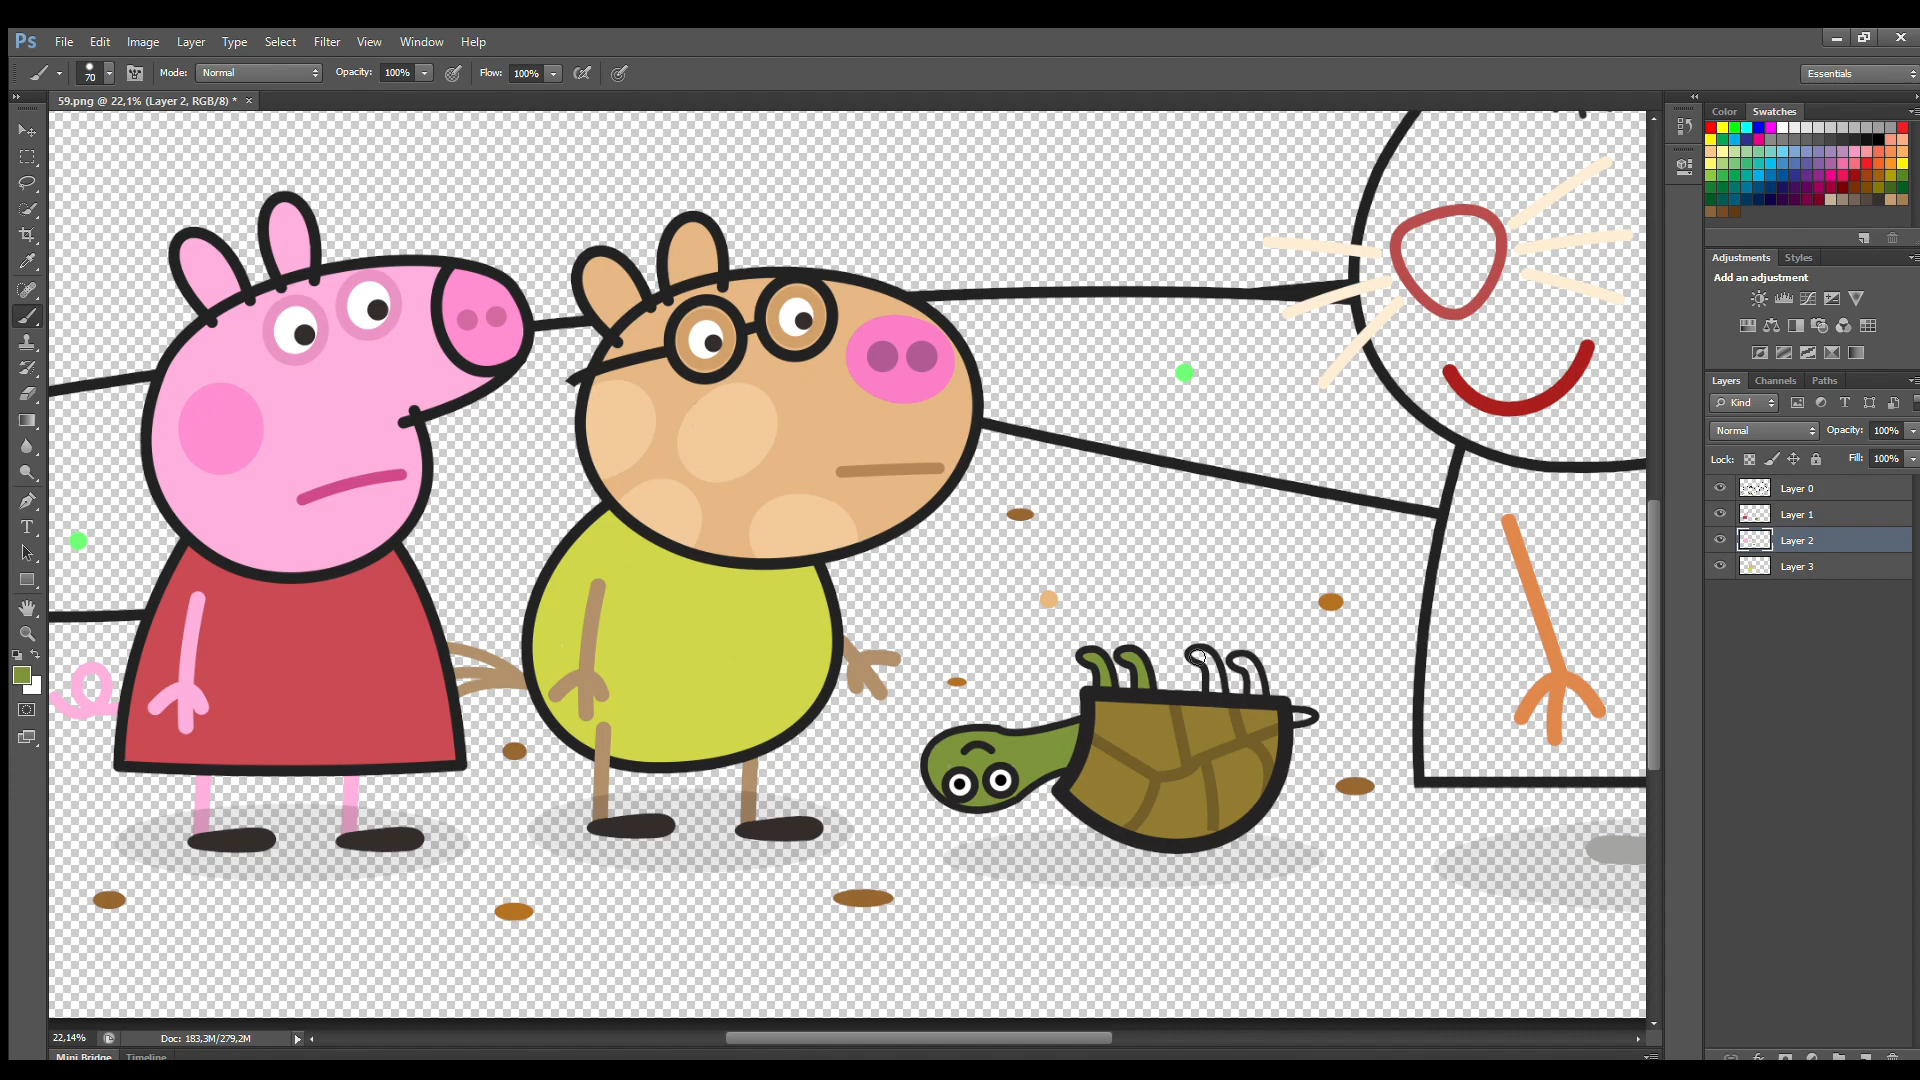 Ps File Edit Image Layer Type Select Filter View Window Help
70 Mode: Normal Opacity: 100% Flow: 100% Essentials
59.png @ 22,1% (Layer 2, RGB/8) * ×
Color Swatches
Adjustments Styles
Add an adjustment
Layers Channels Paths
Kind
Normal Opacity: 100%
Lock: Fill: 100%
Layer 0
Layer 1
Layer 2
Layer 3
22,14% Doc: 183,3M/279,2M
Mini Bridge Timeline